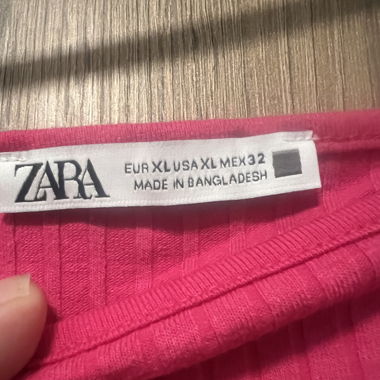 ZARA
EUR XL USA XL MEX 32
MADE IN BANGLADESH